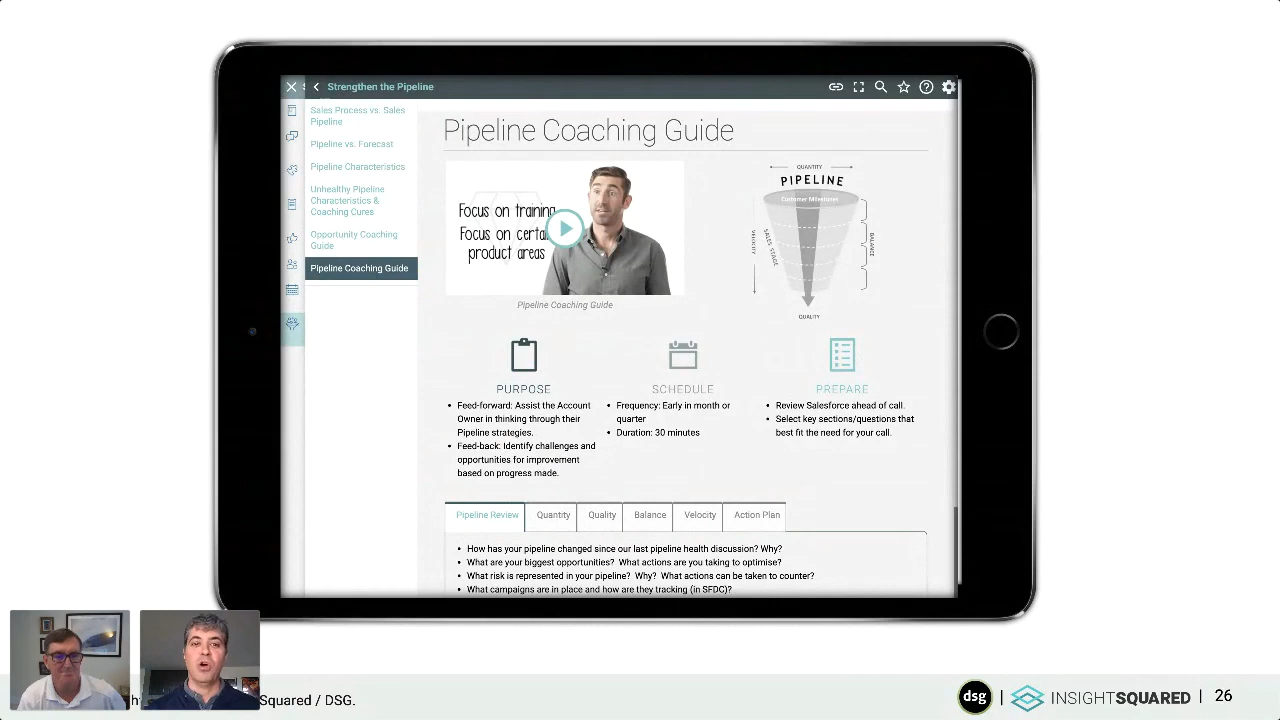 Strengthen the Pipeline
Sales Process vs. Sales
Pipeline
Pipeline vs. Forecast
Pipeline Characteristics
Unhealthy Pipeline
Characteristics &
Coaching Cures
Opportunity Coaching
Guide
Pipeline Coaching Guide
Pipeline Coaching Guide
Focus on training
Focus on certa
product areas
Pipeline Coaching Guide
QUANTITY
PIPELINE
Customer Milestones
VELOCITY
SALES STAGE
BALANCE
QUALITY
PURPOSE
• Feed-forward: Assist the Account
Owner in thinking through their
Pipeline strategies.
• Feed-back: Identify challenges and
opportunities for improvement
based on progress made.
SCHEDULE
• Frequency: Early in month or
quarter
• Duration: 30 minutes
PREPARE
• Review Salesforce ahead of call.
• Select key sections/questions that
best fit the need for your call.
Pipeline Review Quantity Quality Balance Velocity Action Plan
• How has your pipeline changed since our last pipeline health discussion? Why?
• What are your biggest opportunities? What actions are you taking to optimise?
• What risk is represented in your pipeline? Why? What actions can be taken to counter?
• What campaigns are in place and how are they tracking (in SFDC)?
Squared / DSG.
dsg | INSIGHTSQUARED | 26